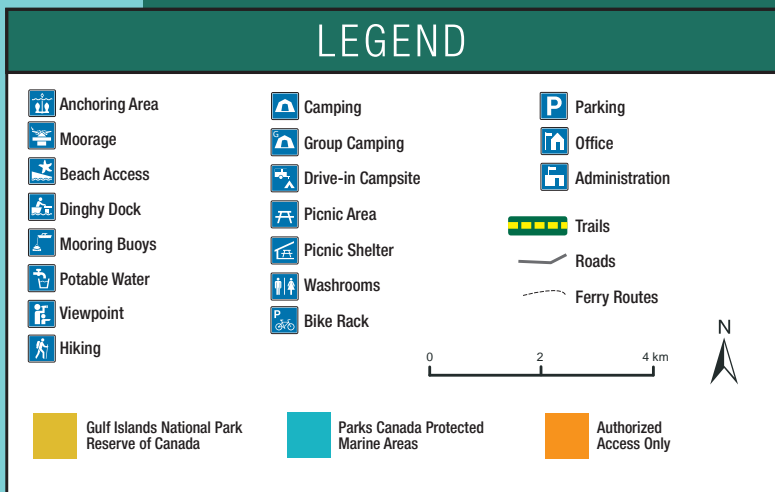 LEGEND
Anchoring Area
Moorage
Beach Access
Dinghy Dock
Mooring Buoys
Potable Water
Viewpoint
Hiking
Camping
G
Group Camping
Drive-in Campsite
Picnic Area
Picnic Shelter
Washrooms
P
Bike Rack
P
Parking
Office
Administration
Trails
Roads
Ferry Routes
0 2 4 km
N
Gulf Islands National Park
Reserve of Canada
Parks Canada Protected
Marine Areas
Authorized
Access Only